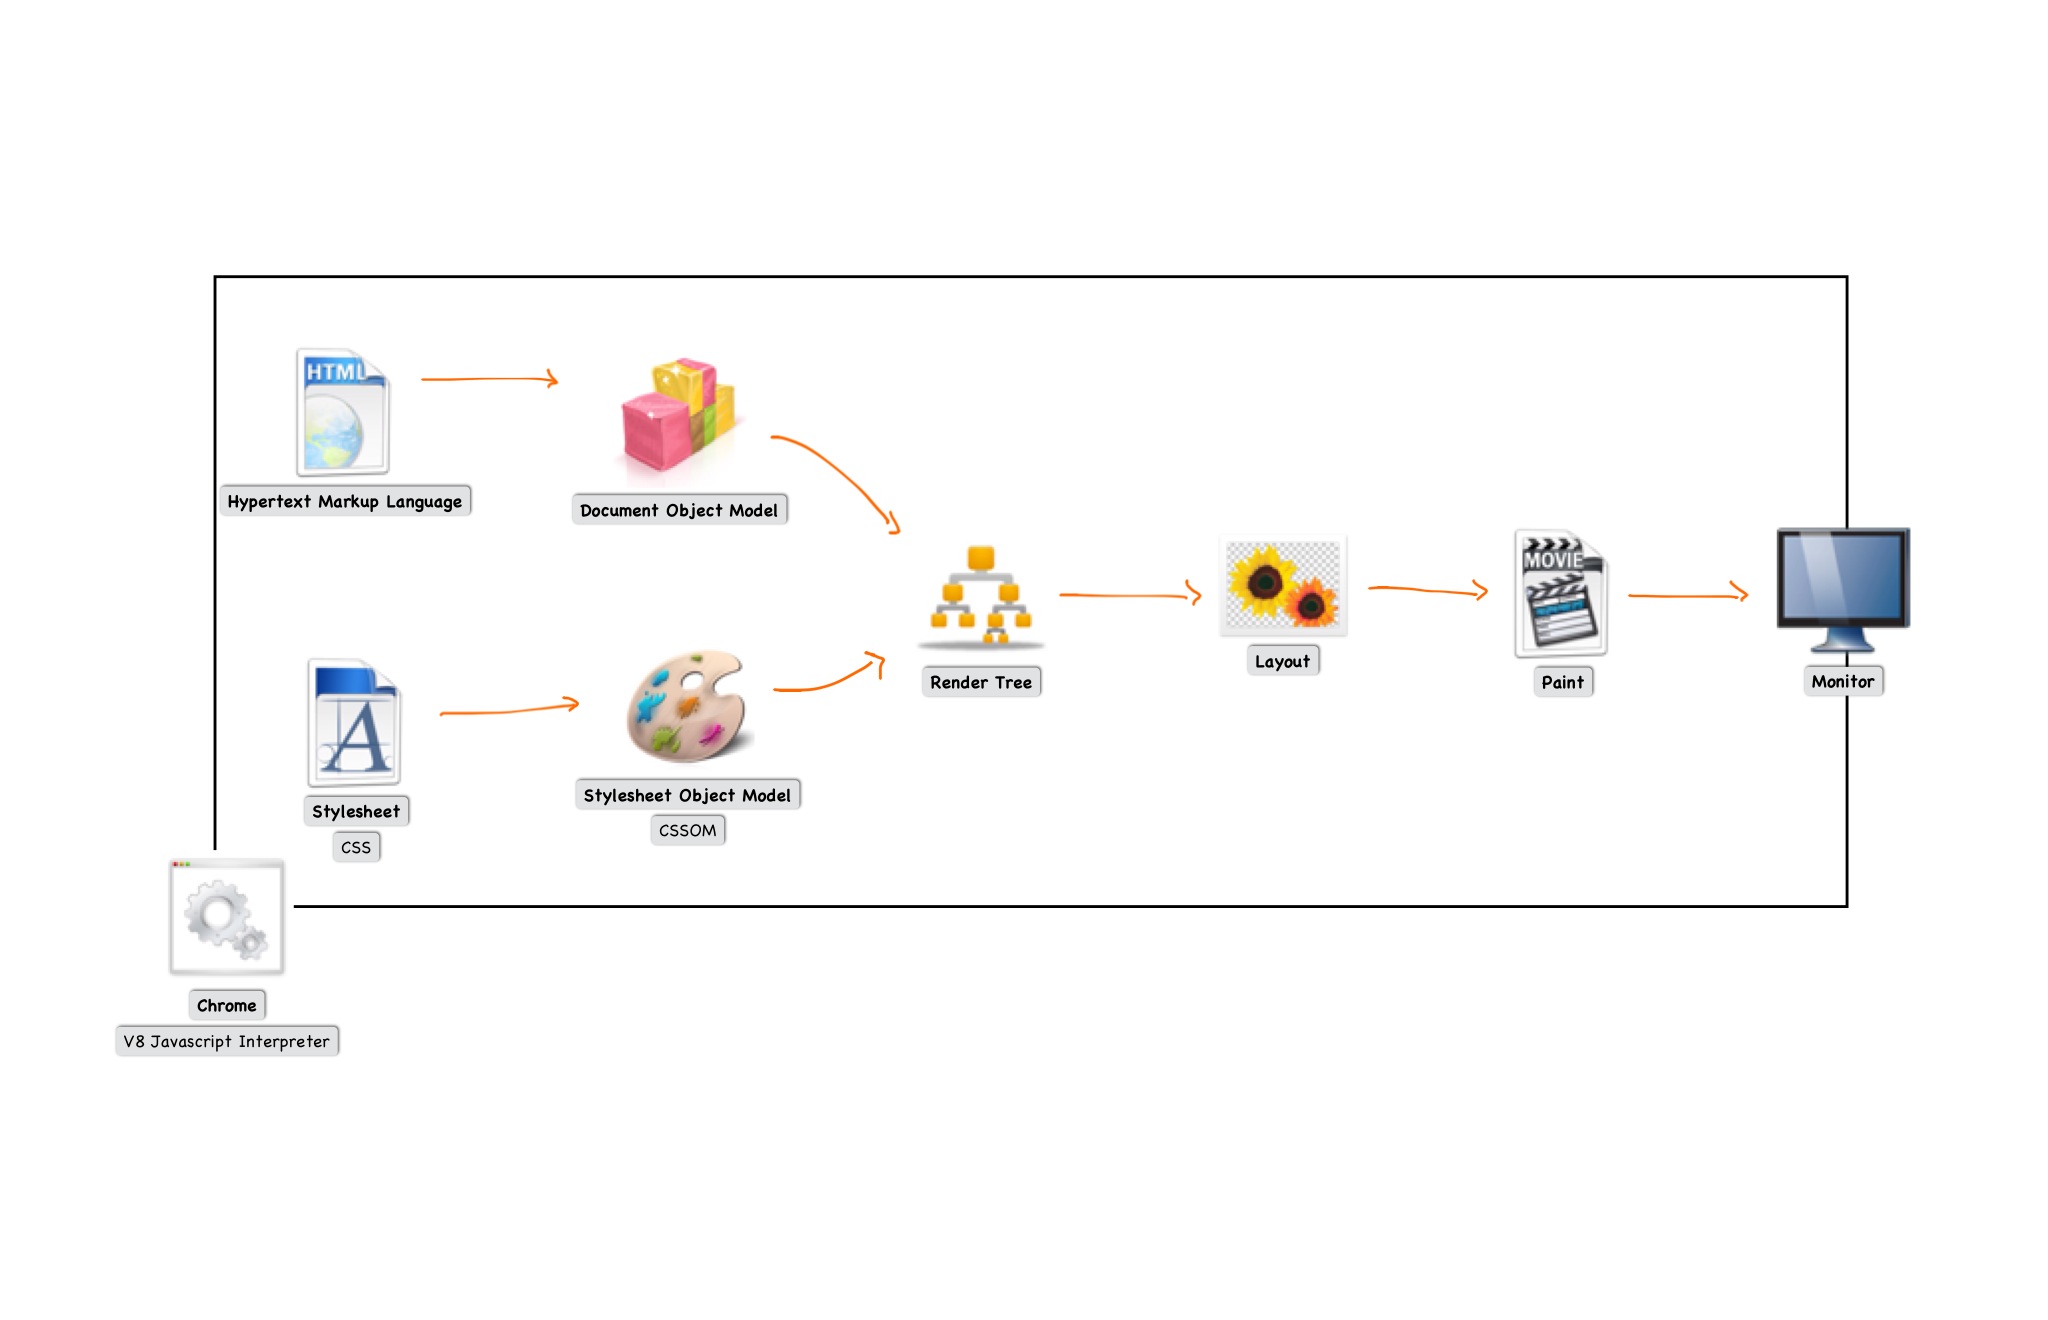 HTML
Hypertext Markup Language
Document Object Model
MOVIE
Render Tree
Layout
Paint
Monitor
A
Stylesheet
CSS
Stylesheet Object Model
CSSOM
Chrome
V8 Javascript Interpreter